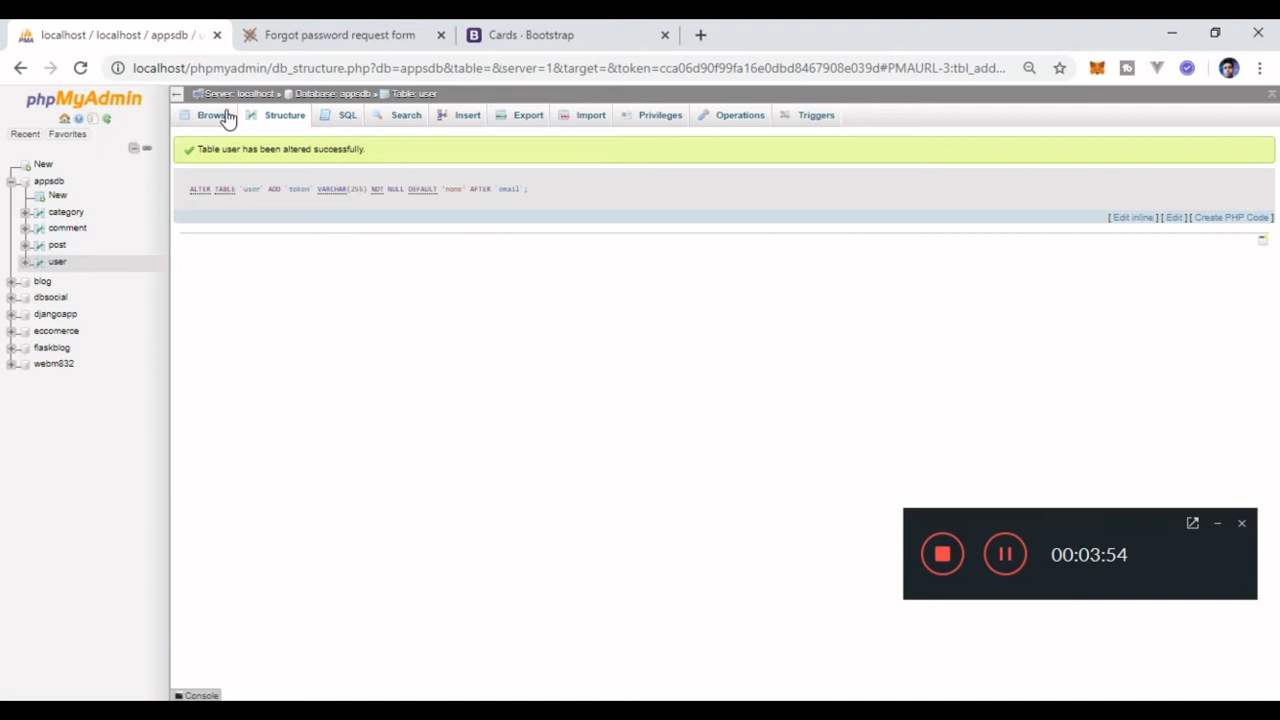 localhost / localhost / appsdb / u
Forgot password request form
Cards · Bootstrap
localhost/phpmyadmin/db_structure.php?db=appsdb&table=&server=1&target=&token=cca06d90f99fa16e0dbd8467908e039d#PMAURL-3:tbl_add...
phpMyAdmin
Server: localhost » Database: appsdb » Table: user
Browse Structure SQL Search Insert Export Import Privileges Operations Triggers
Recent Favorites
Table user has been altered successfully.
New
appsdb
New
category
comment
post
user
blog
dbsocial
djangoapp
eccomerce
flaskblog
webm832
ALTER TABLE `user` ADD `token` VARCHAR(255) NOT NULL DEFAULT 'none' AFTER `email`;
[ Edit inline ] [ Edit ] [ Create PHP Code ]
00:03:54
Console